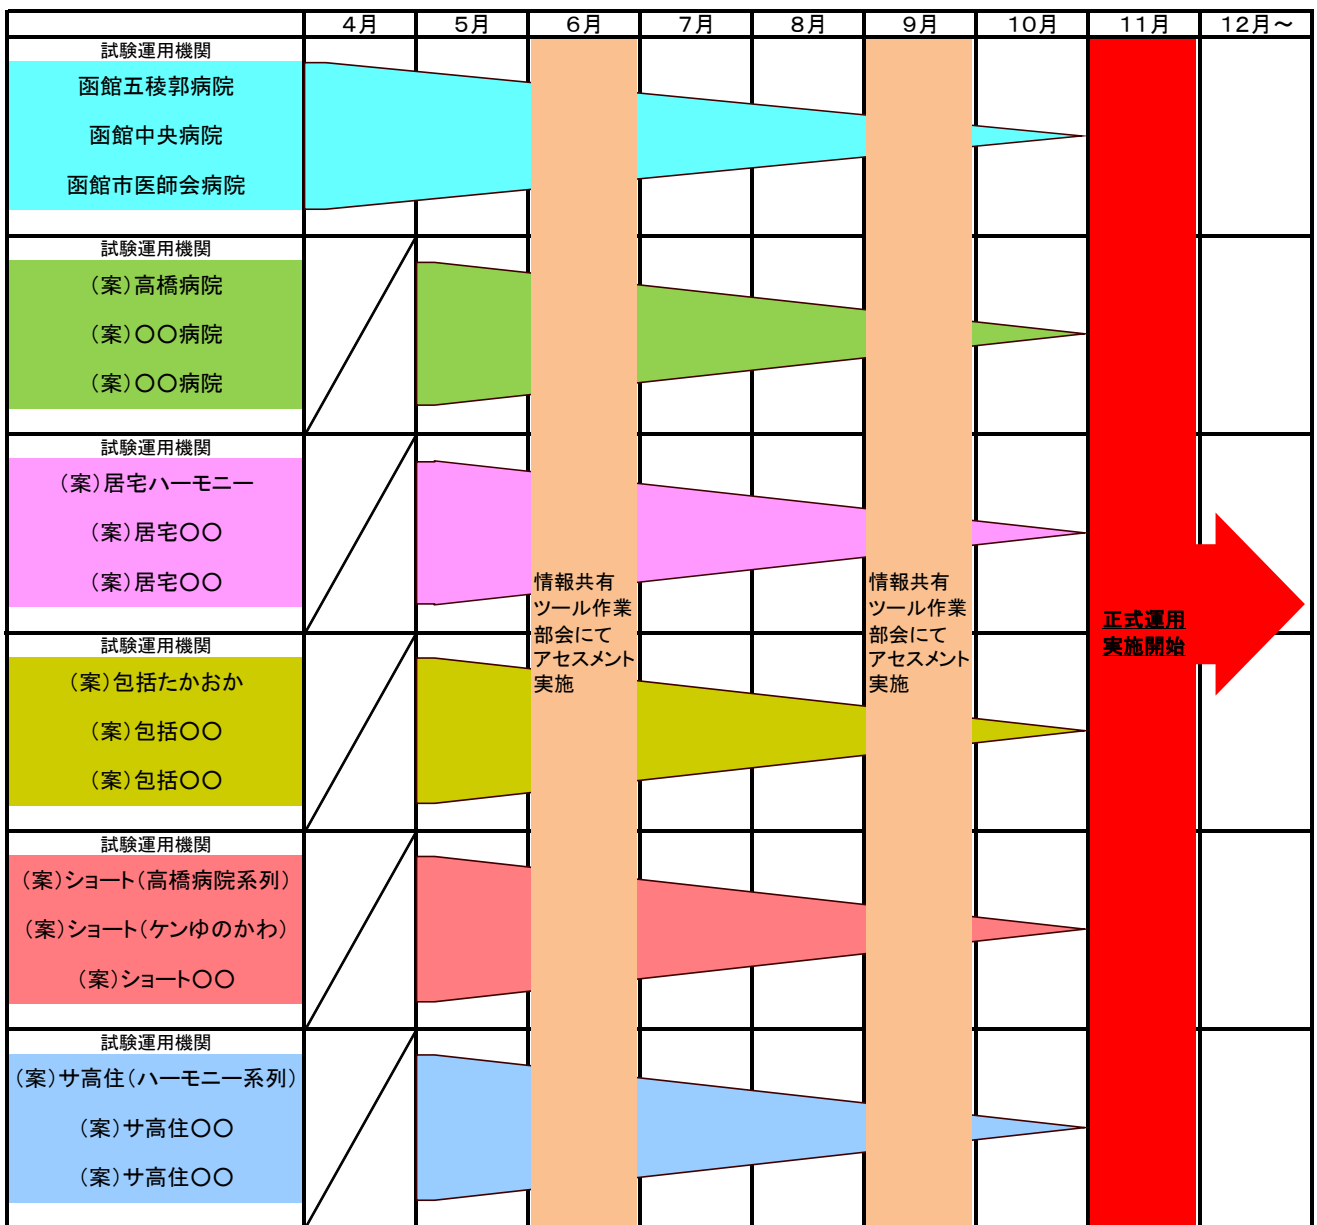 ４月 ５月 ６月 ７月 ８月 ９月 １０月 １１月 １２月～
試験運用機関
函館五稜郭病院
函館中央病院
函館市医師会病院
試験運用機関
（案）高橋病院
（案）〇〇病院
（案）〇〇病院
試験運用機関
（案）居宅ハーモニー
（案）居宅〇〇
（案）居宅〇〇
試験運用機関
（案）包括たかおか
（案）包括〇〇
（案）包括〇〇
試験運用機関
（案）ショート（高橋病院系列）
（案）ショート（ケンゆのかわ）
（案）ショート〇〇
試験運用機関
（案）サ高住（ハーモニー系列）
（案）サ高住〇〇
（案）サ高住〇〇
情報共有
ツール作業
部会にて
アセスメント
実施
情報共有
ツール作業
部会にて
アセスメント
実施
正式運用
実施開始